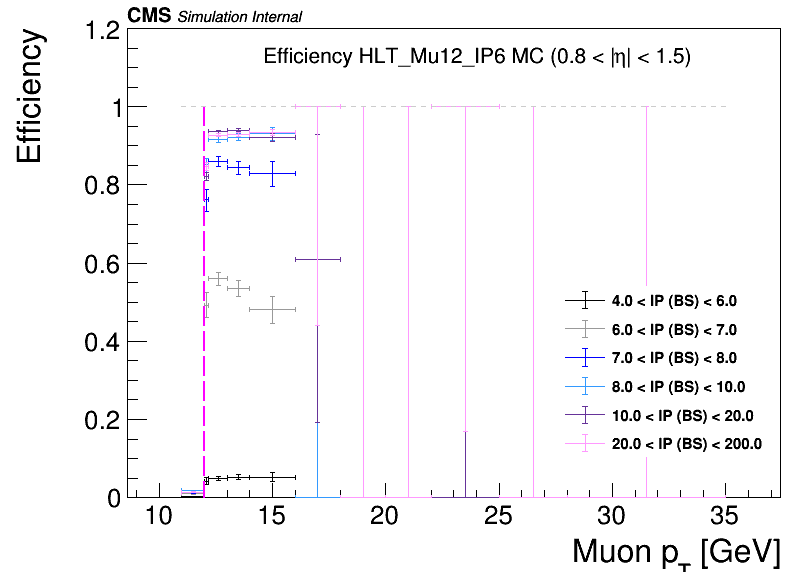 CMS Simulation Internal
Efficiency HLT_Mu12_IP6 MC (0.8 < |η| < 1.5)
Efficiency
1.2
1
0.8
0.6
0.4
0.2
0
4.0 < IP (BS) < 6.0
6.0 < IP (BS) < 7.0
7.0 < IP (BS) < 8.0
8.0 < IP (BS) < 10.0
10.0 < IP (BS) < 20.0
20.0 < IP (BS) < 200.0
10 15 20 25 30 35
Muon p_T [GeV]